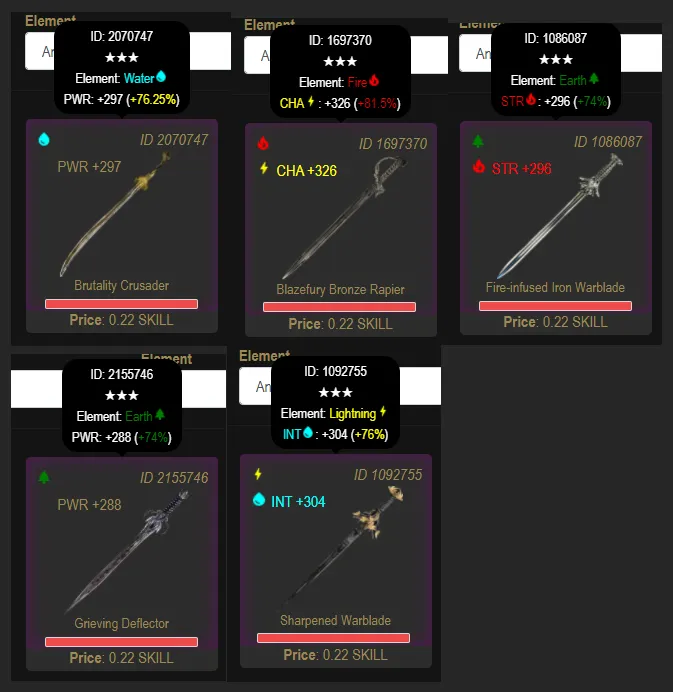 Element
An
ID: 2070747
★★★
Element: Water
PWR: +297 (+76.25%)
ID 2070747
PWR +297
Brutality Crusader
Price: 0.22 SKILL
Element
A
ID: 1697370
★★★
Element: Fire
CHA : +326 (+81.5%)
ID 1697370
CHA +326
Blazefury Bronze Rapier
Price: 0.22 SKILL
Element
An
ID: 1086087
★★★
Element: Earth
STR : +296 (+74%)
ID 1086087
STR +296
Fire-infused Iron Warblade
Price: 0.22 SKILL
Element
ID: 2155746
★★★
Element: Earth
PWR: +288 (+74%)
ID 2155746
PWR +288
Grieving Deflector
Price: 0.22 SKILL
Element
An
ID: 1092755
★★★
Element: Lightning
INT : +304 (+76%)
ID 1092755
INT +304
Sharpened Warblade
Price: 0.22 SKILL